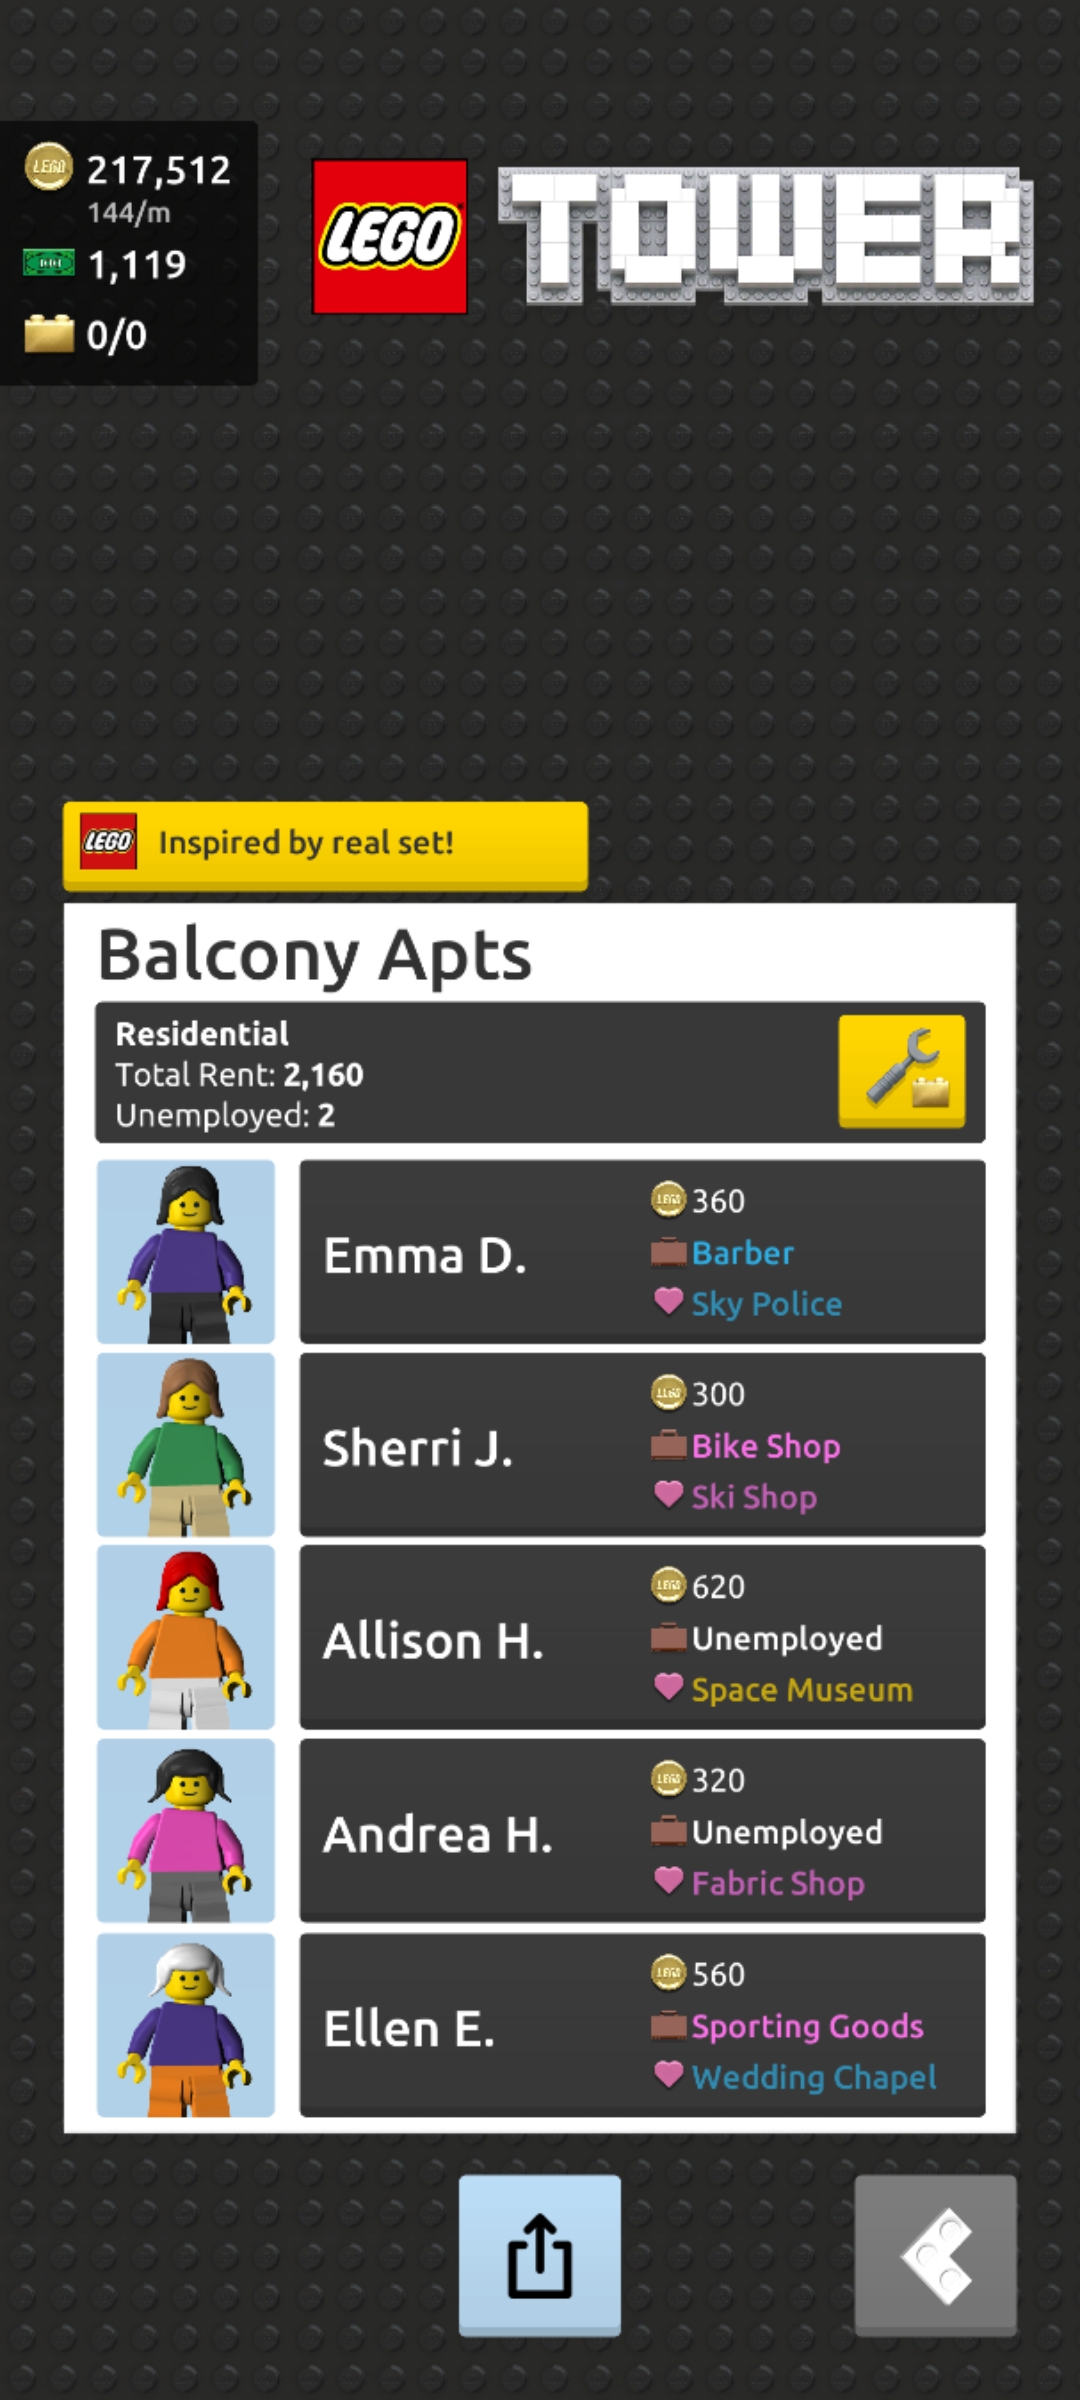 217,512
144/m
1,119
0/0
LEGO TOWER
LEGO Inspired by real set!
Balcony Apts
Residential
Total Rent: 2,160
Unemployed: 2
Emma D.
360
Barber
Sky Police
Sherri J.
300
Bike Shop
Ski Shop
Allison H.
620
Unemployed
Space Museum
Andrea H.
320
Unemployed
Fabric Shop
Ellen E.
560
Sporting Goods
Wedding Chapel